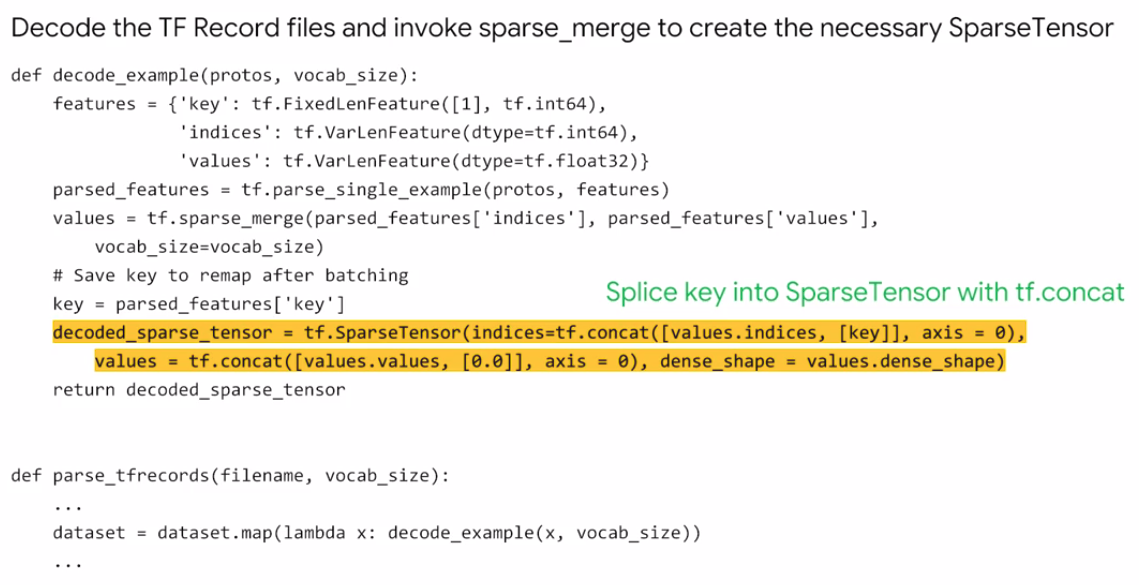 Decode the TF Record files and invoke sparse_merge to create the necessary SparseTensor
def decode_example(protos, vocab_size):
    features = {'key': tf.FixedLenFeature([1], tf.int64),
                'indices': tf.VarLenFeature(dtype=tf.int64),
                'values': tf.VarLenFeature(dtype=tf.float32)}
    parsed_features = tf.parse_single_example(protos, features)
    values = tf.sparse_merge(parsed_features['indices'], parsed_features['values'],
        vocab_size=vocab_size)
    # Save key to remap after batching
    key = parsed_features['key']
Splice key into SparseTensor with tf.concat
    decoded_sparse_tensor = tf.SparseTensor(indices=tf.concat([values.indices, [key]], axis = 0),
        values = tf.concat([values.values, [0.0]], axis = 0), dense_shape = values.dense_shape)
    return decoded_sparse_tensor
def parse_tfrecords(filename, vocab_size):
    ...
    dataset = dataset.map(lambda x: decode_example(x, vocab_size))
    ...